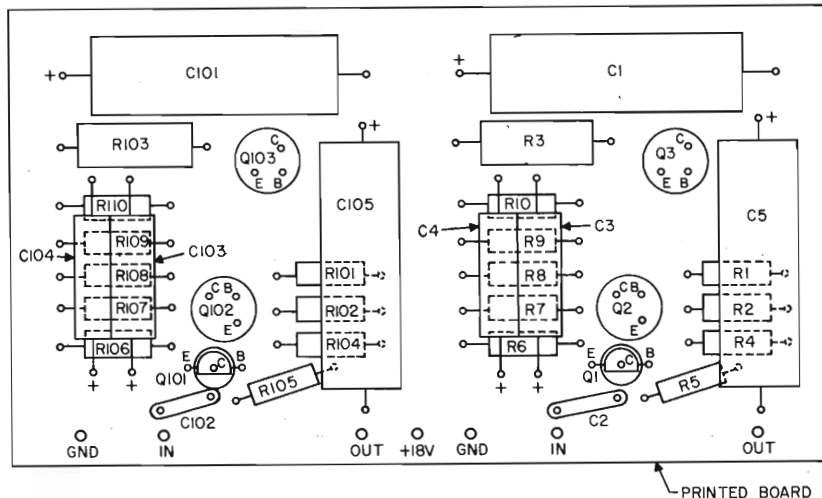 + C101 + C1
+ +
R103 C Q103 E B R3 C Q3 E B
R110 C105 R10 C5
C104 R109 C103 C4 R9 C3
R108 R101 R8 R1
C B Q102 E C B Q2 E
R107 R102 R7 R2
R106 R104 R6 R4
+ + E C B Q101 + + E C B Q1
R105 R5
C102 C2
GND IN OUT +18V GND IN OUT
PRINTED BOARD